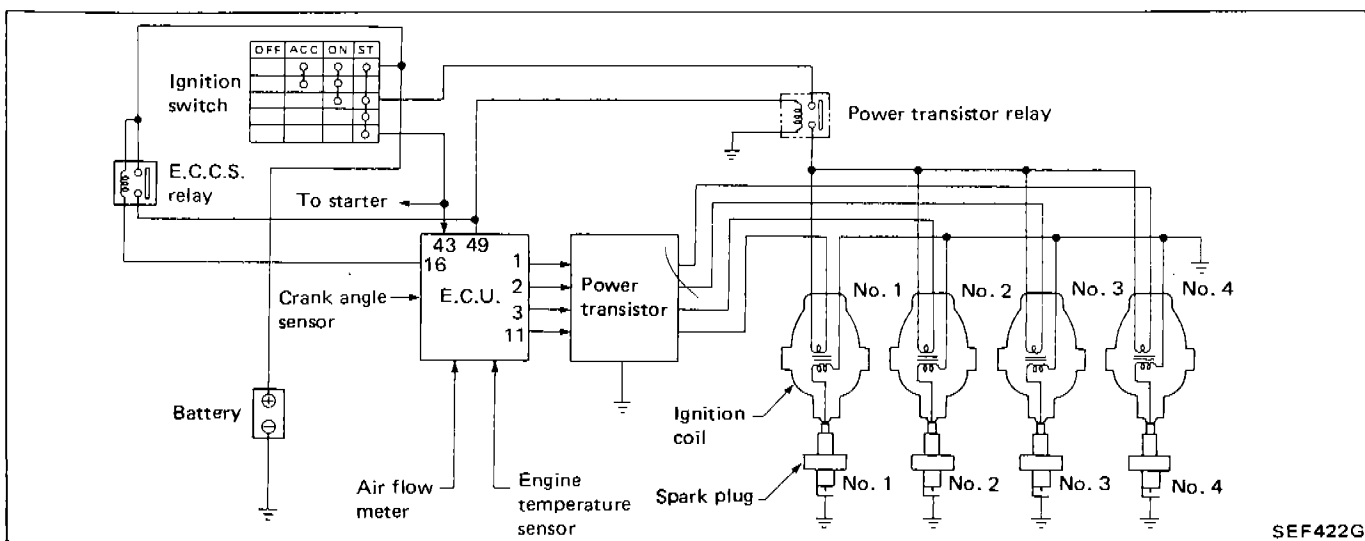 OFF ACC ON ST
Ignition
switch
Power transistor relay
E.C.C.S.
relay
To starter
43 49
16
E.C.U.
1
2
3
11
Power
transistor
Crank angle
sensor
No. 1
No. 2
No. 3
No. 4
Battery
Ignition
coil
Air flow
meter
Engine
temperature
sensor
Spark plug
No. 1
No. 2
No. 3
No. 4
SEF422G